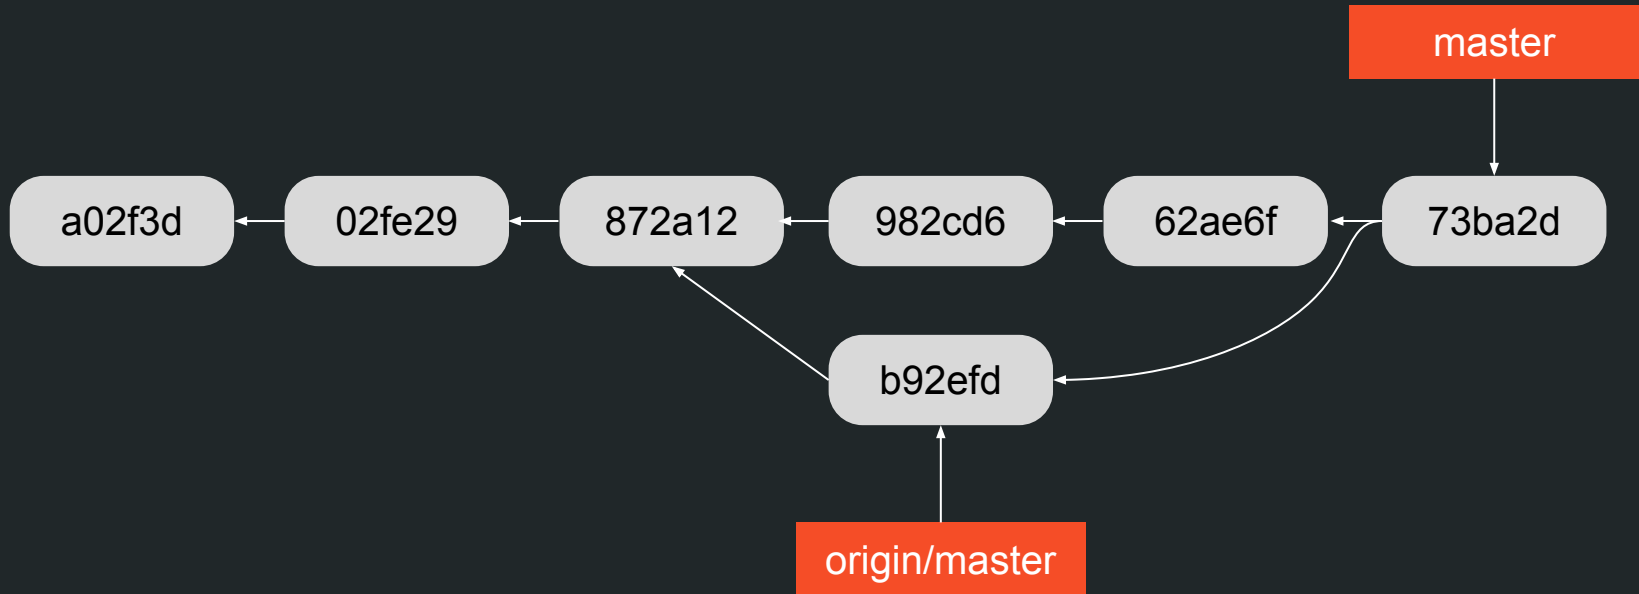 master
a02f3d
02fe29
872a12
982cd6
62ae6f
73ba2d
b92efd
origin/master